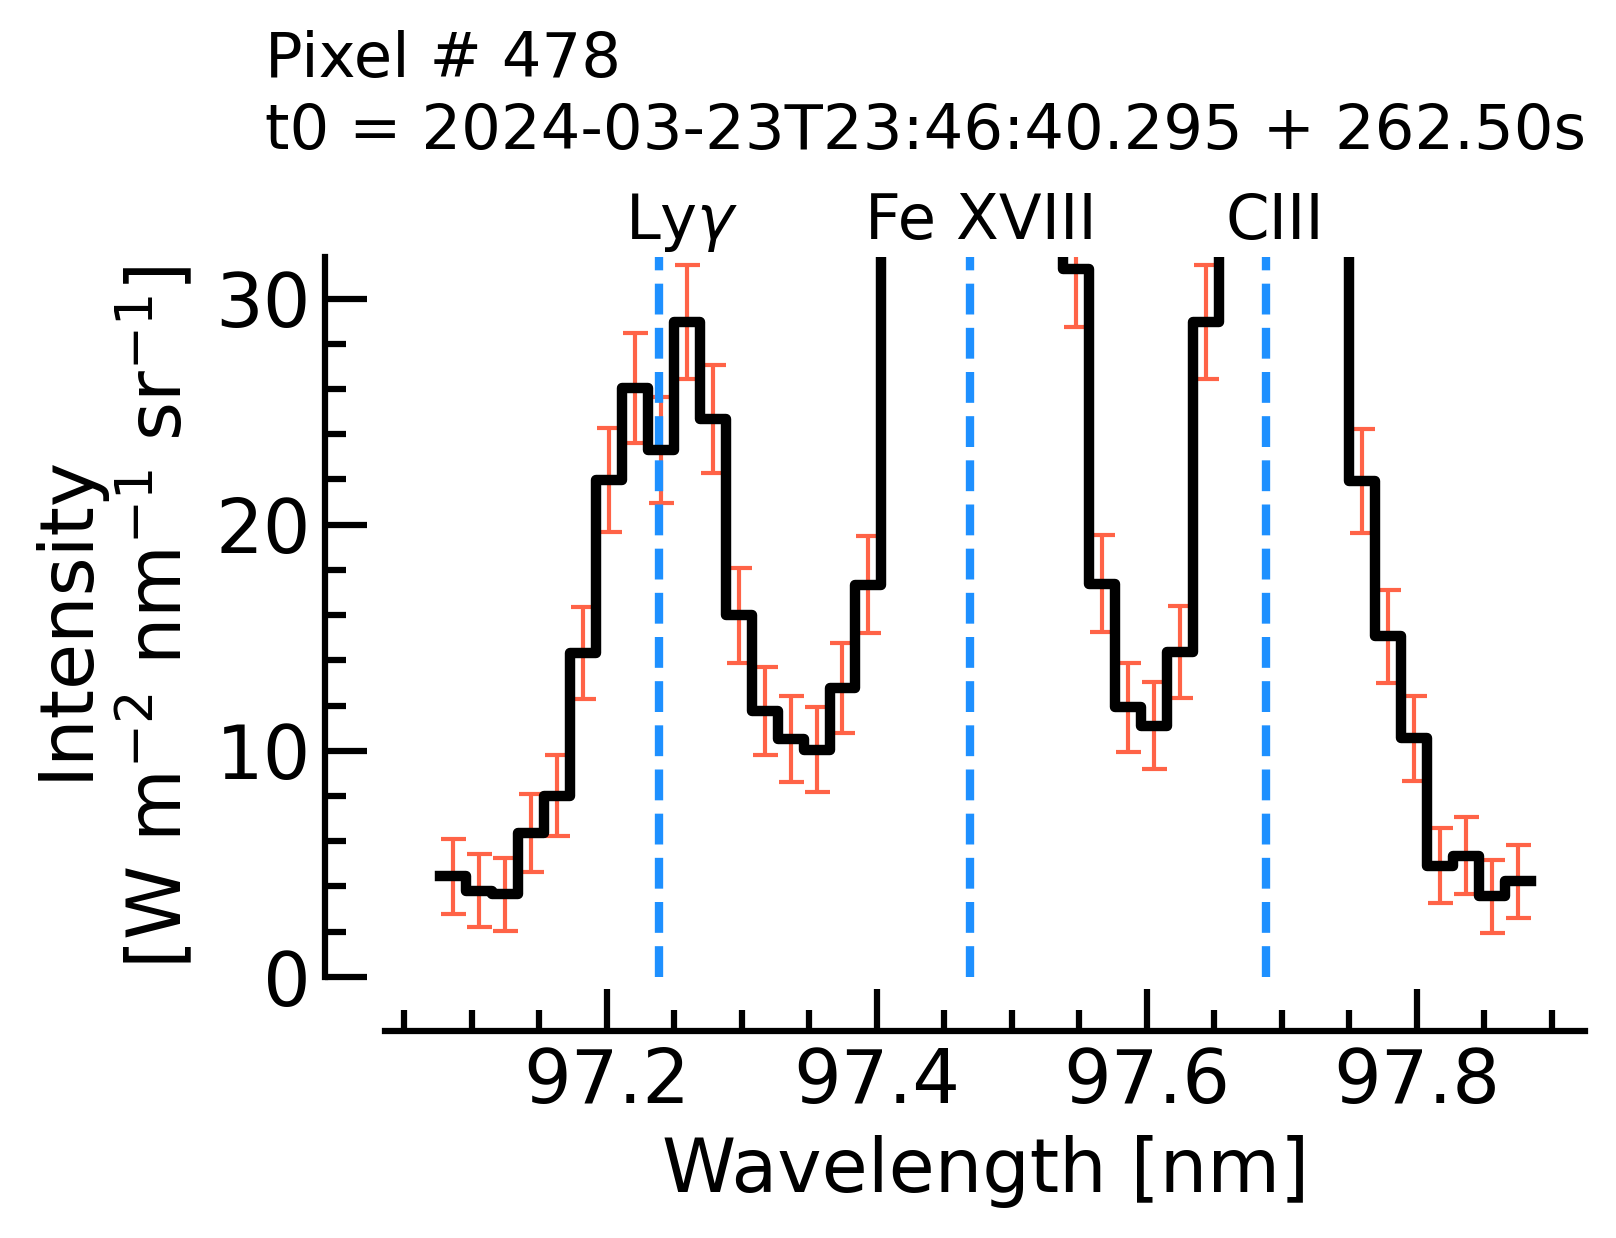 Pixel # 478
t0 = 2024-03-23T23:46:40.295 + 262.50s
Lyγ Fe XVIII CIII
Intensity
[W m⁻² nm⁻¹ sr⁻¹]
30
20
10
0
97.2 97.4 97.6 97.8
Wavelength [nm]